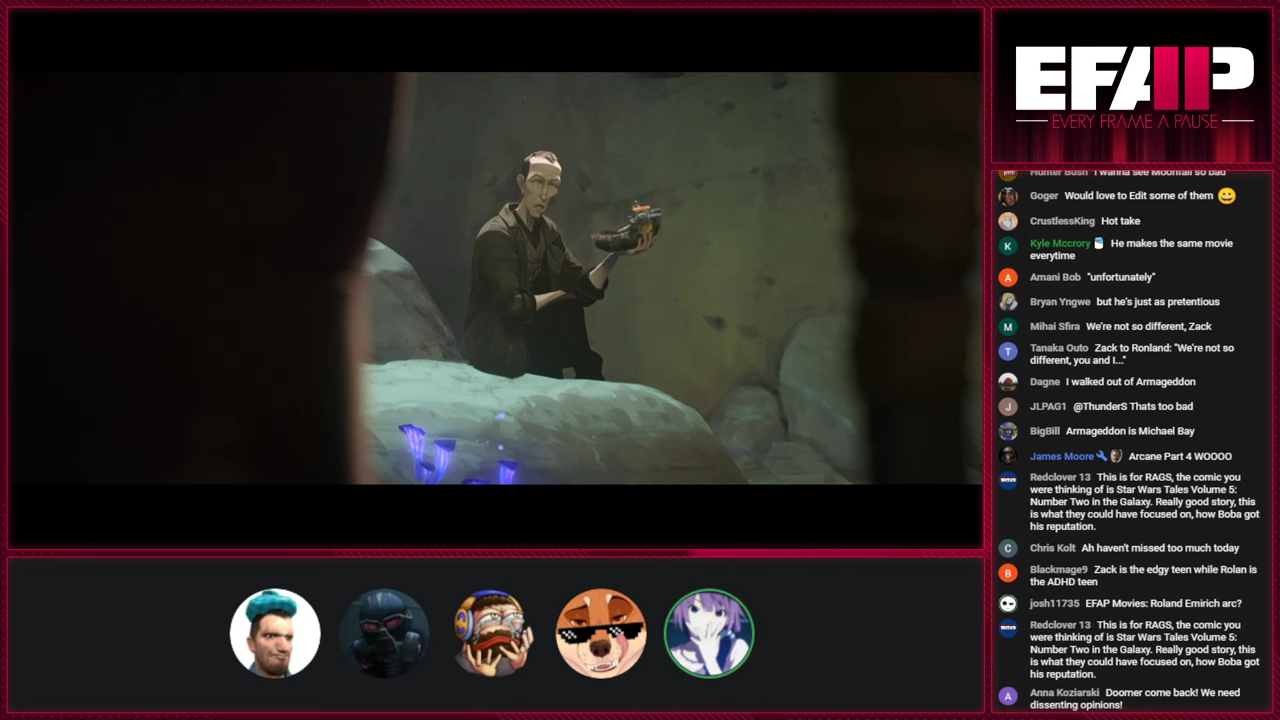 EFAP
EVERY FRAME A PAUSE
Hunter Bush I wanna see Moonfall so bad
Goger Would love to Edit some of them 😀
CrustlessKing Hot take
K
Kyle Mccrory He makes the same movie
everytime
A
Amani Bob "unfortunately"
Bryan Yngwe but he's just as pretentious
M
Mihai Sfira We're not so different, Zack
T
Tanaka Outo Zack to Ronland: "We're not so
different, you and I..."
Dagne I walked out of Armageddon
J
JLPAG1 @ThunderS Thats too bad
BigBill Armageddon is Michael Bay
James Moore Arcane Part 4 WOOOO
RAGS
Redclover 13 This is for RAGS, the comic you
were thinking of is Star Wars Tales Volume 5:
Number Two in the Galaxy. Really good story, this
is what they could have focused on, how Boba got
his reputation.
C
Chris Kolt Ah haven't missed too much today
B
Blackmage9 Zack is the edgy teen while Rolan is
the ADHD teen
josh11735 EFAP Movies: Roland Emirich arc?
RAGS
Redclover 13 This is for RAGS, the comic you
were thinking of is Star Wars Tales Volume 5:
Number Two in the Galaxy. Really good story, this
is what they could have focused on, how Boba got
his reputation.
A
Anna Koziarski Doomer come back! We need
dissenting opinions!